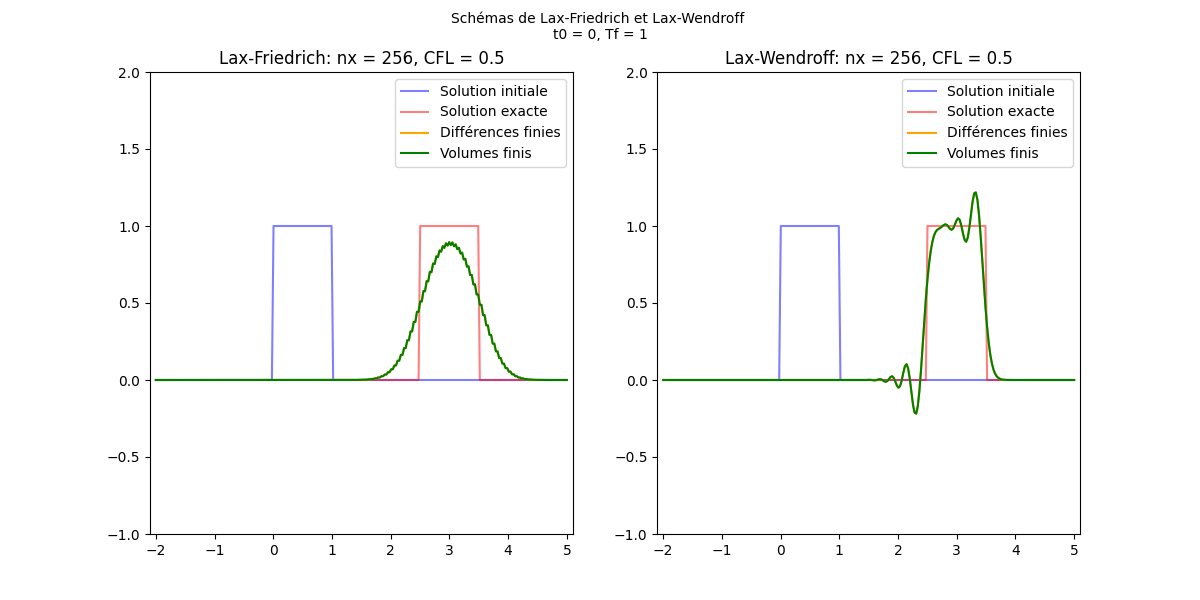 Schémas de Lax-Friedrich et Lax-Wendroff
t0 = 0, Tf = 1
Lax-Friedrich: nx = 256, CFL = 0.5
2.0
1.5
1.0
0.5
0.0
−0.5
−1.0
Solution initiale
Solution exacte
Différences finies
Volumes finis
−2
−1
0
1
2
3
4
5
Lax-Wendroff: nx = 256, CFL = 0.5
2.0
1.5
1.0
0.5
0.0
−0.5
−1.0
Solution initiale
Solution exacte
Différences finies
Volumes finis
−2
−1
0
1
2
3
4
5